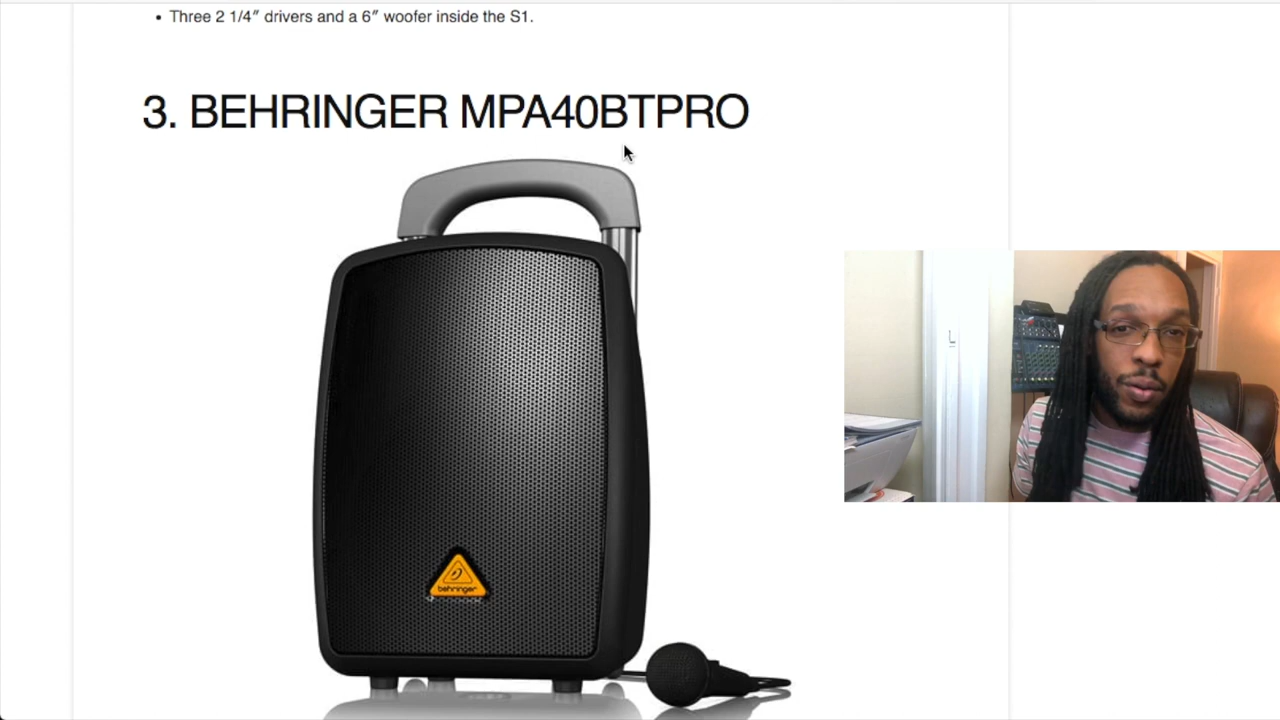 • Three 2 1/4″ drivers and a 6″ woofer inside the S1.
3. BEHRINGER MPA40BTPRO
behringer